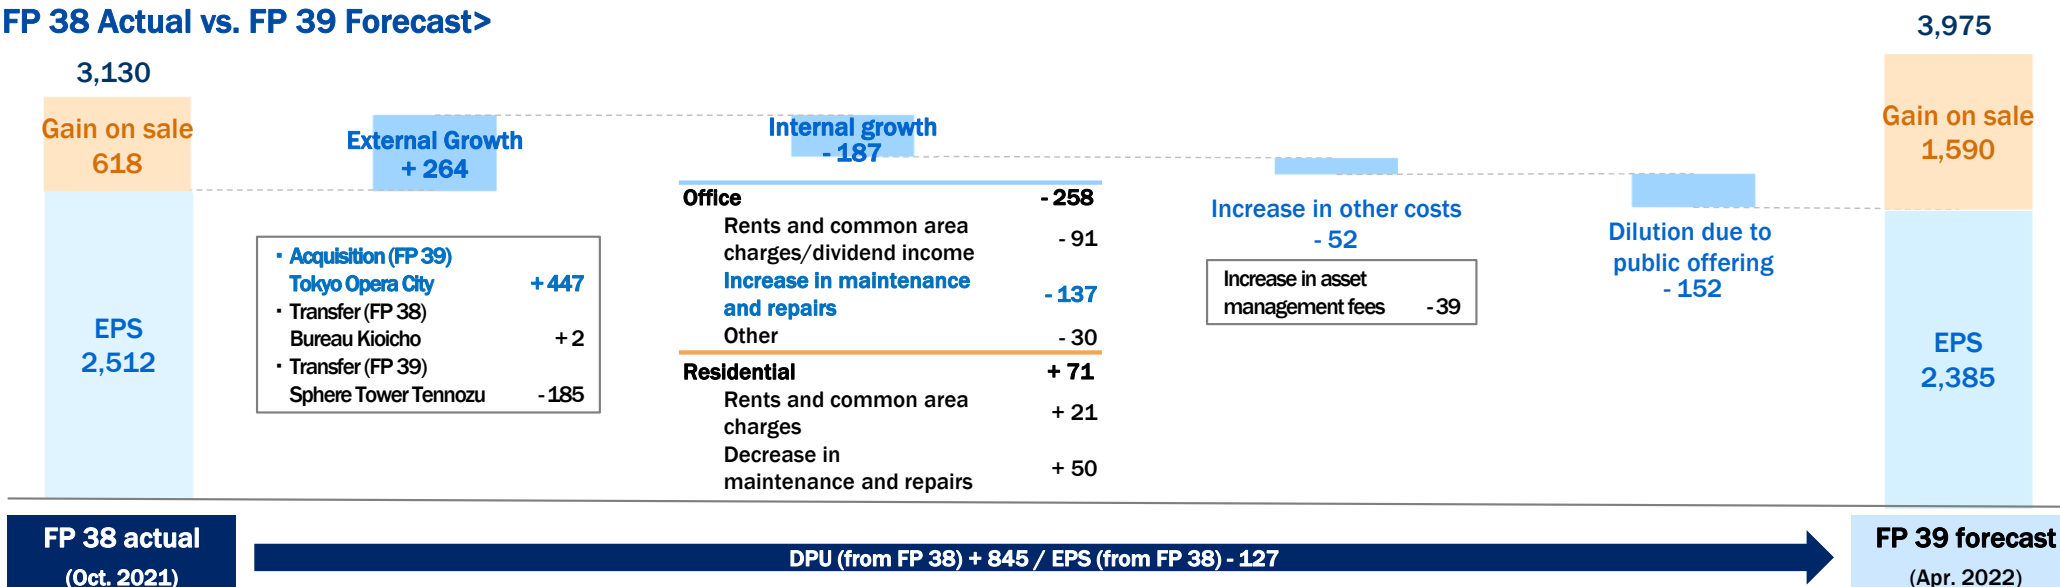 FP 38 Actual vs. FP 39 Forecast>
3,130
Gain on sale
618
EPS
2,512
External Growth
+ 264
・ Acquisition (FP 39)
Tokyo Opera City + 447
・ Transfer (FP 38)
Bureau Kioicho + 2
・ Transfer (FP 39)
Sphere Tower Tennozu - 185
Internal growth
- 187
Office - 258
Rents and common area
charges/dividend income - 91
Increase in maintenance
and repairs - 137
Other - 30
Residential + 71
Rents and common area
charges + 21
Decrease in
maintenance and repairs + 50
Increase in other costs
- 52
Increase in asset
management fees - 39
Dilution due to
public offering
- 152
3,975
Gain on sale
1,590
EPS
2,385
FP 38 actual
(Oct. 2021)
DPU (from FP 38) + 845 / EPS (from FP 38) - 127
FP 39 forecast
(Apr. 2022)